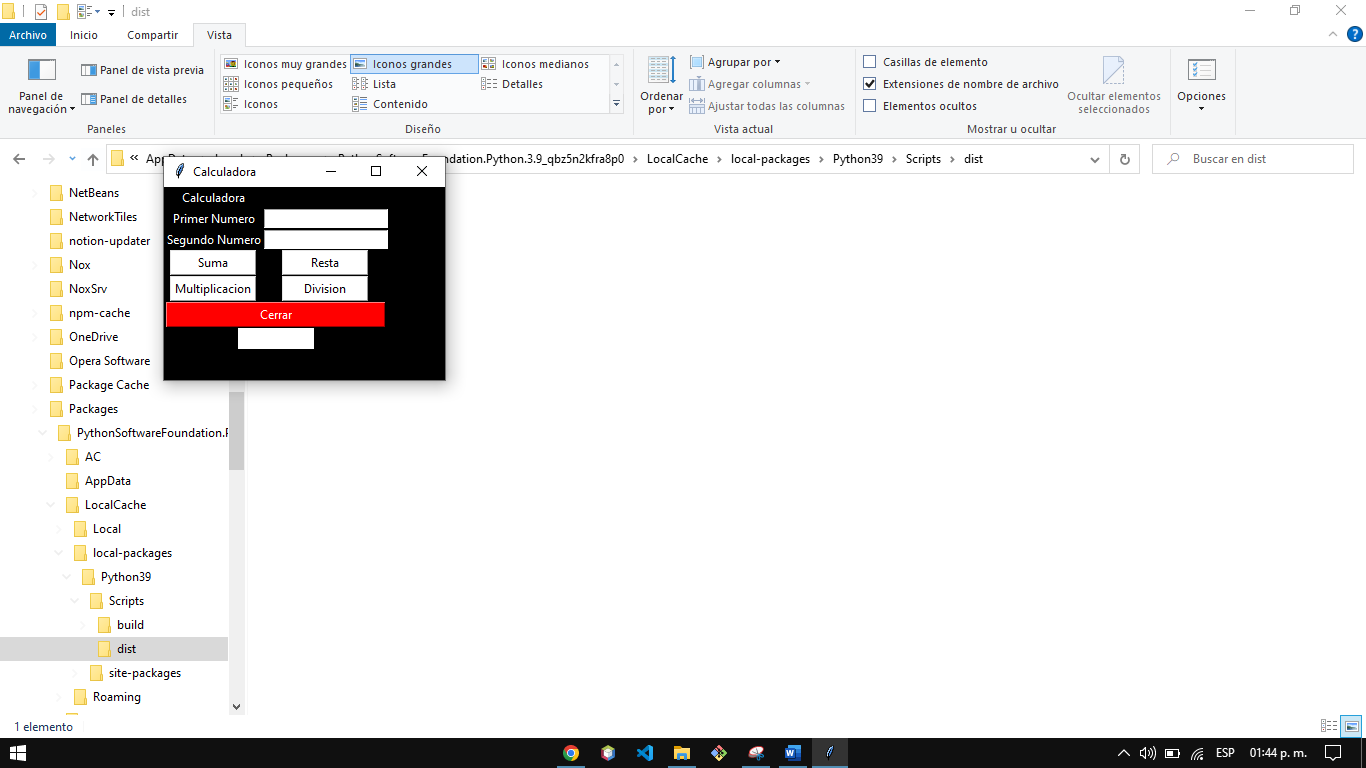 dist
Archivo Inicio Compartir Vista
Panel de navegación
Panel de vista previa
Panel de detalles
Paneles
Iconos muy grandes Iconos grandes Iconos medianos
Iconos pequeños Lista Detalles
Iconos Contenido
Diseño
Ordenar por
Agrupar por
Agregar columnas
Ajustar todas las columnas
Vista actual
Casillas de elemento
Extensiones de nombre de archivo
Elementos ocultos
Ocultar elementos seleccionados
Mostrar u ocultar
Opciones
Foundation.Python.3.9_qbz5n2kfra8p0 > LocalCache > local-packages > Python39 > Scripts > dist
Buscar en dist
Calculadora
Calculadora
Primer Numero
Segundo Numero
Suma Resta
Multiplicacion Division
Cerrar
NetBeans
NetworkTiles
notion-updater
Nox
NoxSrv
npm-cache
OneDrive
Opera Software
Package Cache
Packages
PythonSoftwareFoundation.
AC
AppData
LocalCache
Local
local-packages
Python39
Scripts
build
dist
site-packages
Roaming
1 elemento
ESP 01:44 p. m.